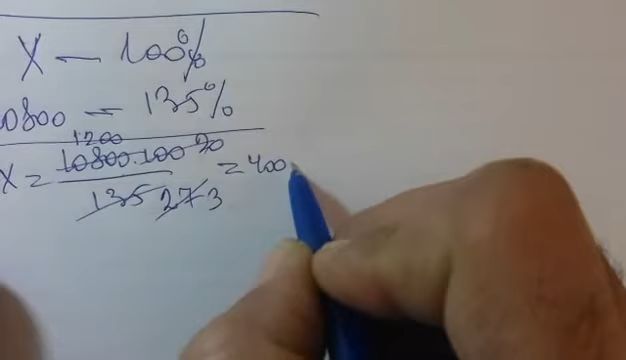 X — 100%
0800 — 135%
1200
X = 10800.100 20 = 400
135 27 3